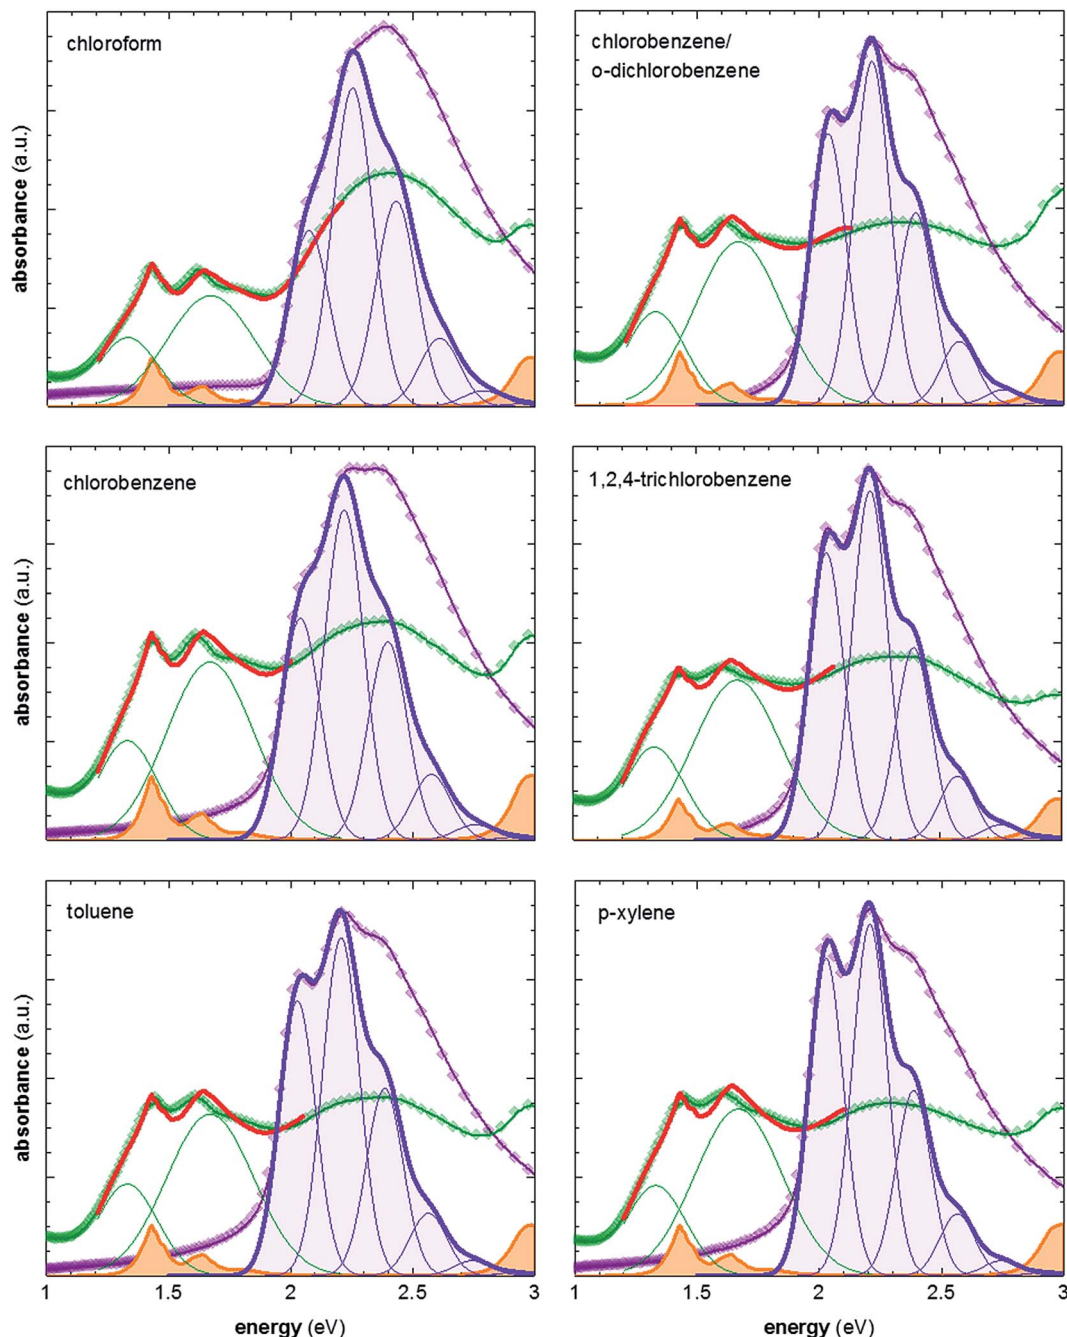 chloroform
chlorobenzene/
o-dichlorobenzene
absorbance (a.u.)
chlorobenzene
1,2,4-trichlorobenzene
absorbance (a.u.)
toluene
p-xylene
absorbance (a.u.)
1 1.5 2 2.5 3
1 1.5 2 2.5 3
energy (eV)
energy (eV)